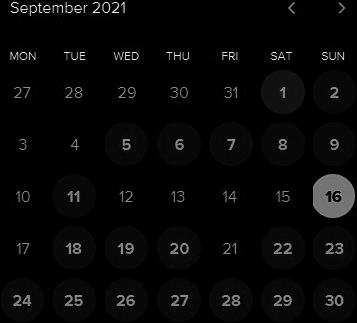 September 2021
MON TUE WED THU FRI SAT SUN
27 28 29 30 31 1 2
3 4 5 6 7 8 9
10 11 12 13 14 15 16
17 18 19 20 21 22 23
24 25 26 27 28 29 30